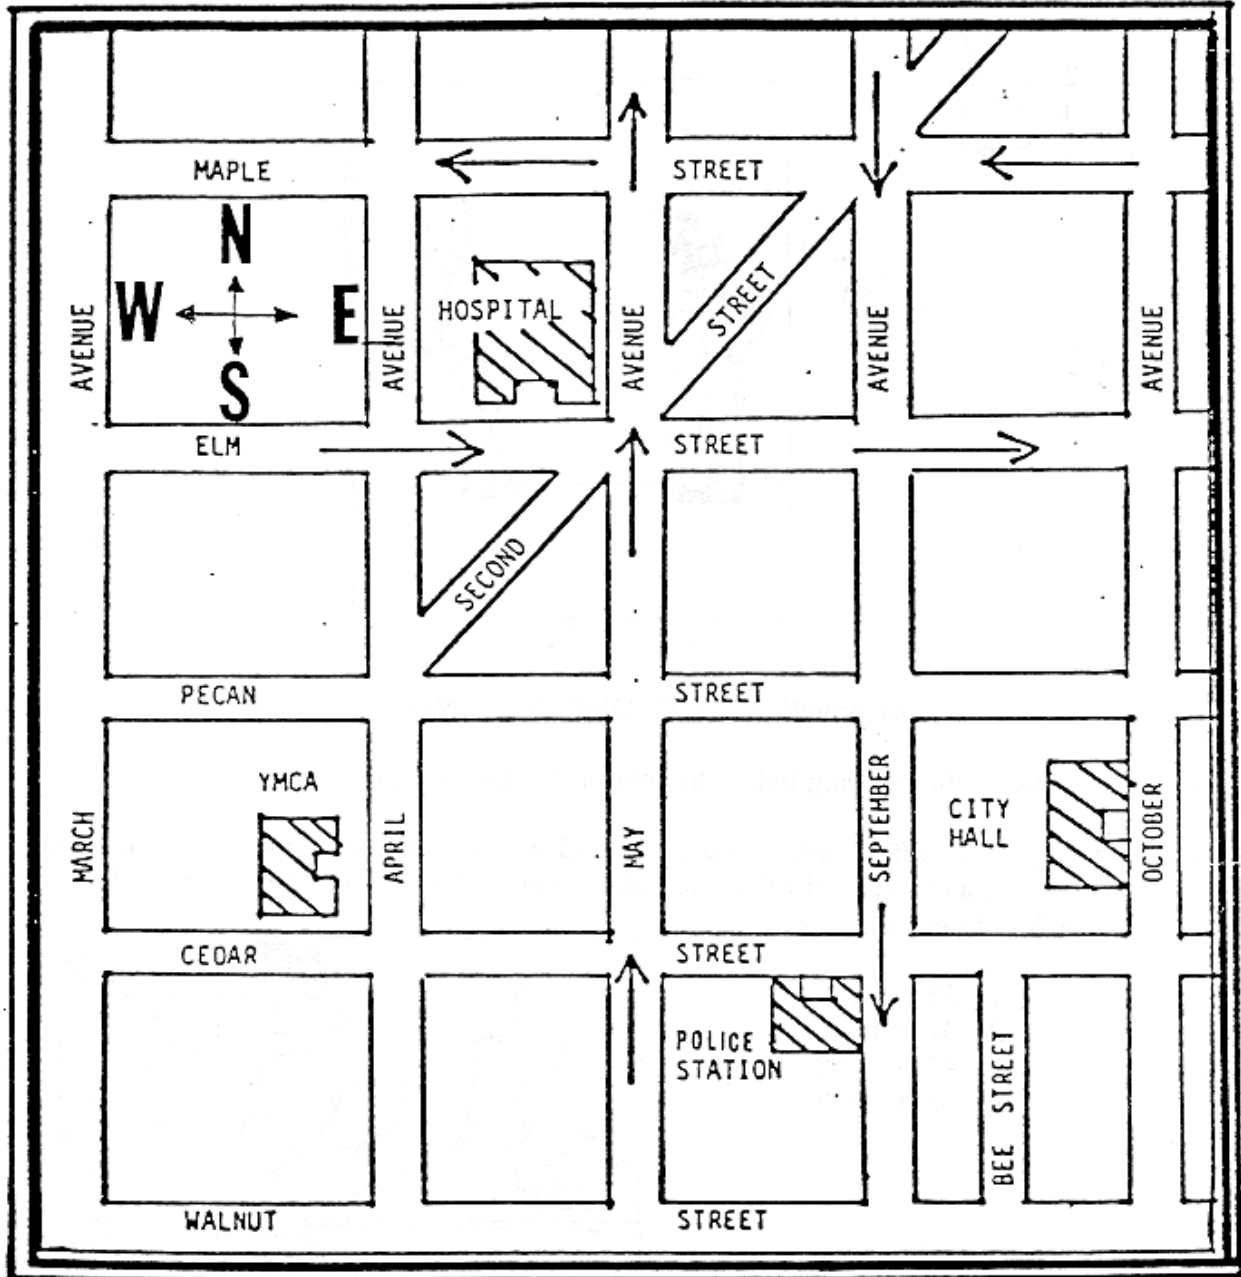 MAPLE STREET
N
W E
S
AVENUE AVENUE AVENUE AVENUE AVENUE
HOSPITAL
STREET
ELM STREET
SECOND
PECAN STREET
YMCA
CITY
HALL
MARCH APRIL MAY SEPTEMBER OCTOBER
CEDAR STREET
POLICE
STATION
BEE STREET
WALNUT STREET